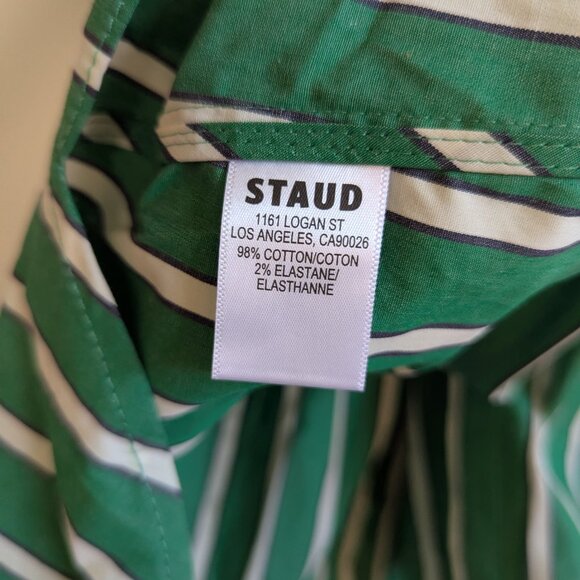 STAUD
1161 LOGAN ST
LOS ANGELES, CA90026
98% COTTON/COTON
2% ELASTANE/
ELASTHANNE